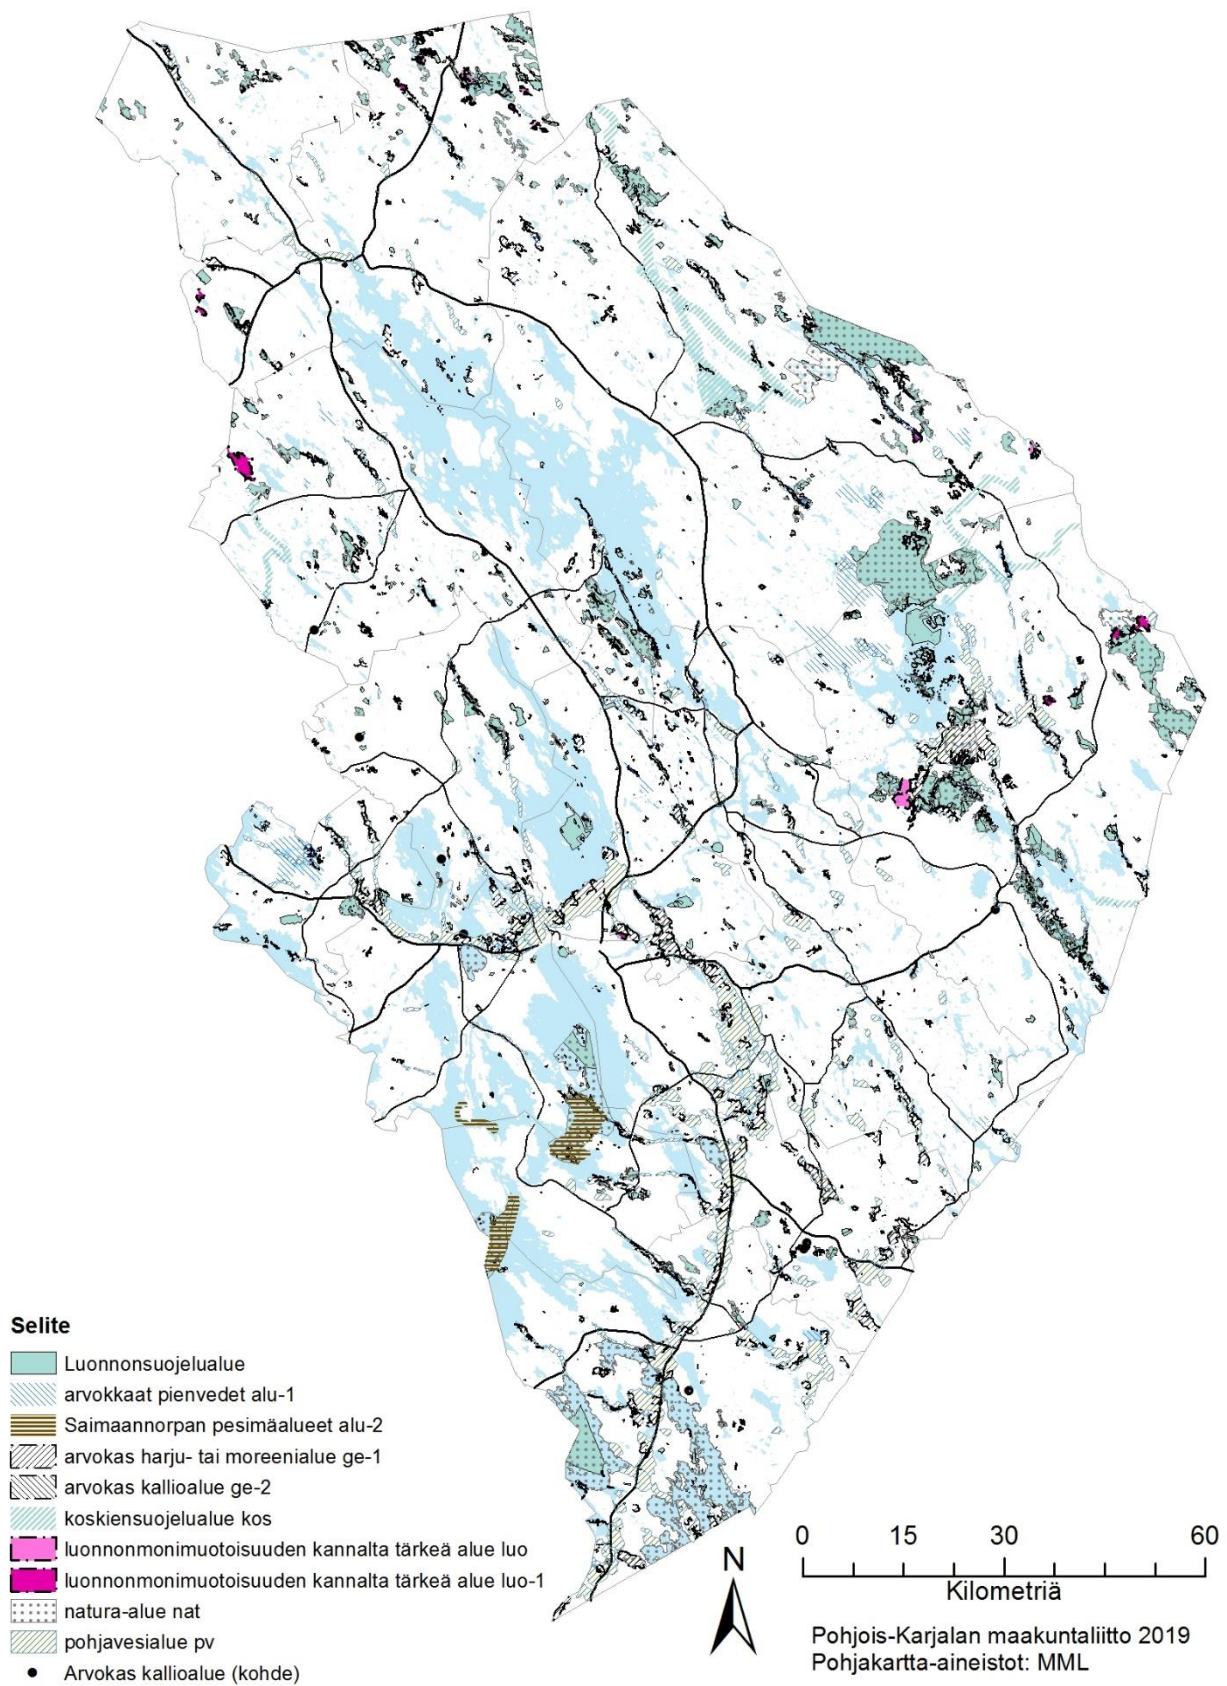 Selite
Luonnonsuojelualue
arvokkaat pienvedet alu-1
Saimaannorpan pesimäalueet alu-2
arvokas harju- tai moreenialue ge-1
arvokas kallioalue ge-2
koskiensuojelualue kos
luonnonmonimuotoisuuden kannalta tärkeä alue luo
luonnonmonimuotoisuuden kannalta tärkeä alue luo-1
natura-alue nat
pohjavesialue pv
Arvokas kallioalue (kohde)
N
0 15 30 60
Kilometriä
Pohjois-Karjalan maakuntaliitto 2019
Pohjakartta-aineistot: MML